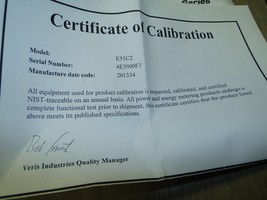 Series
Certificate of Calibration
Model: E51C2
Serial Number: 4E3900F3
Manufacture date code: 201334
All equipment used for product calibration is inspected, calibrated, and certified
NIST-traceable on an annual basis. All power and energy metering products undergo a
complete functional test prior to shipment, this certificate certifies that the product listed
above meets its published specifications.
Veris Industries Quality Manager